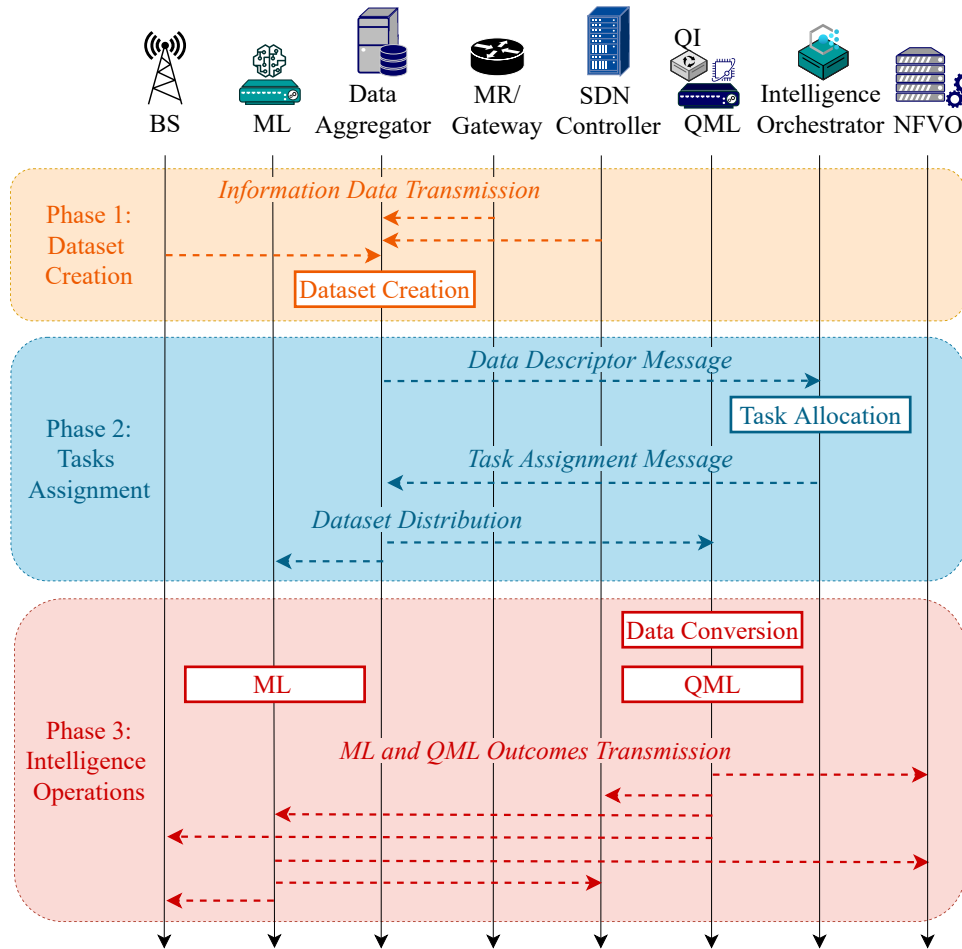 BS
ML
Data
Aggregator
MR/
Gateway
SDN
Controller
QI
QML
Intelligence
Orchestrator
NFVO
Phase 1:
Dataset
Creation
Information Data Transmission
Dataset Creation
Phase 2:
Tasks
Assignment
Data Descriptor Message
Task Allocation
Task Assignment Message
Dataset Distribution
Phase 3:
Intelligence
Operations
Data Conversion
ML
QML
ML and QML Outcomes Transmission